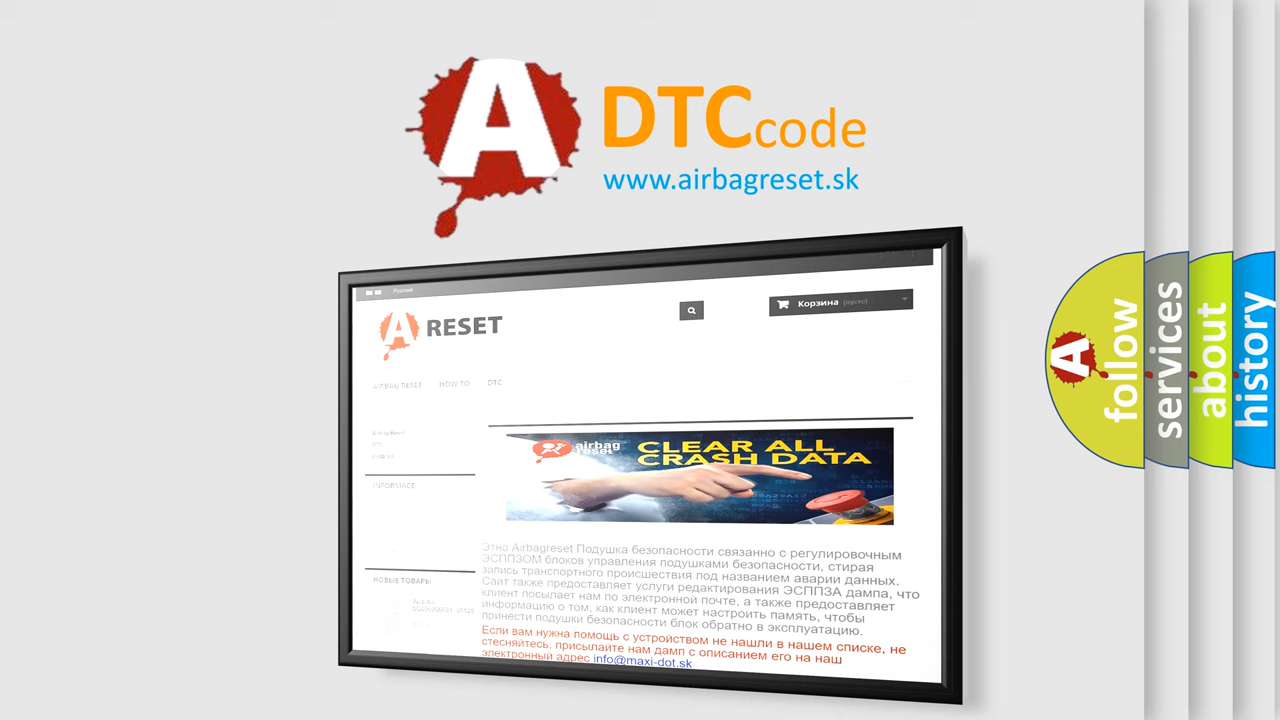 A
DTCcode
www.airbagreset.sk
Русский
A RESET
Корзина (пусто)
AIRBAG RESET HOW TO DTC
INFORMACE
airbag
reset
CLEAR ALL
CRASH DATA
Этно Airbagreset Подушка безопасности связанно с регулировочным
ЭСППЗОМ блоков управления подушками безопасности, стирая
запись транспортного происшествия под названием аварии данных.
Сайт также предоставляет услуги редактирования ЭСППЗА дампа, что
клиент посылает нам по электронной почте, а также предоставляет
информацию о том, как клиент может настроить память, чтобы
принести подушки безопасности блок обратно в эксплуатацию.
Если вам нужна помощь с устройством не нашли в нашем списке, не
стесняйтесь, присылайте нам дамп с описанием его на наш
электронный адрес info@maxi-dot.sk
НОВЫЕ ТОВАРЫ
A
follow
services
about
history